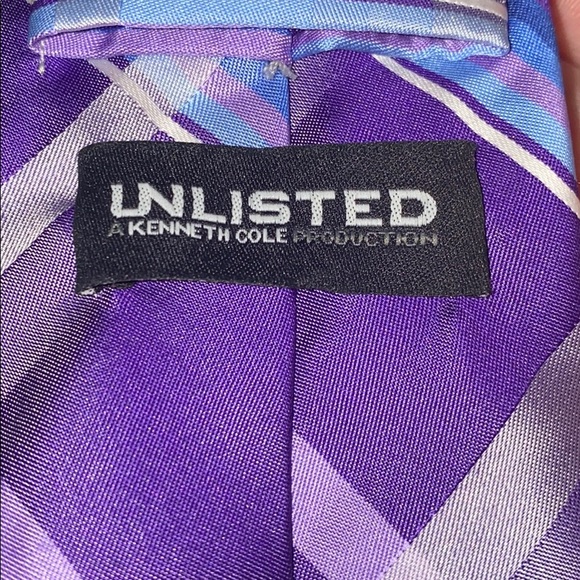 UNLISTED
A KENNETH COLE PRODUCTION